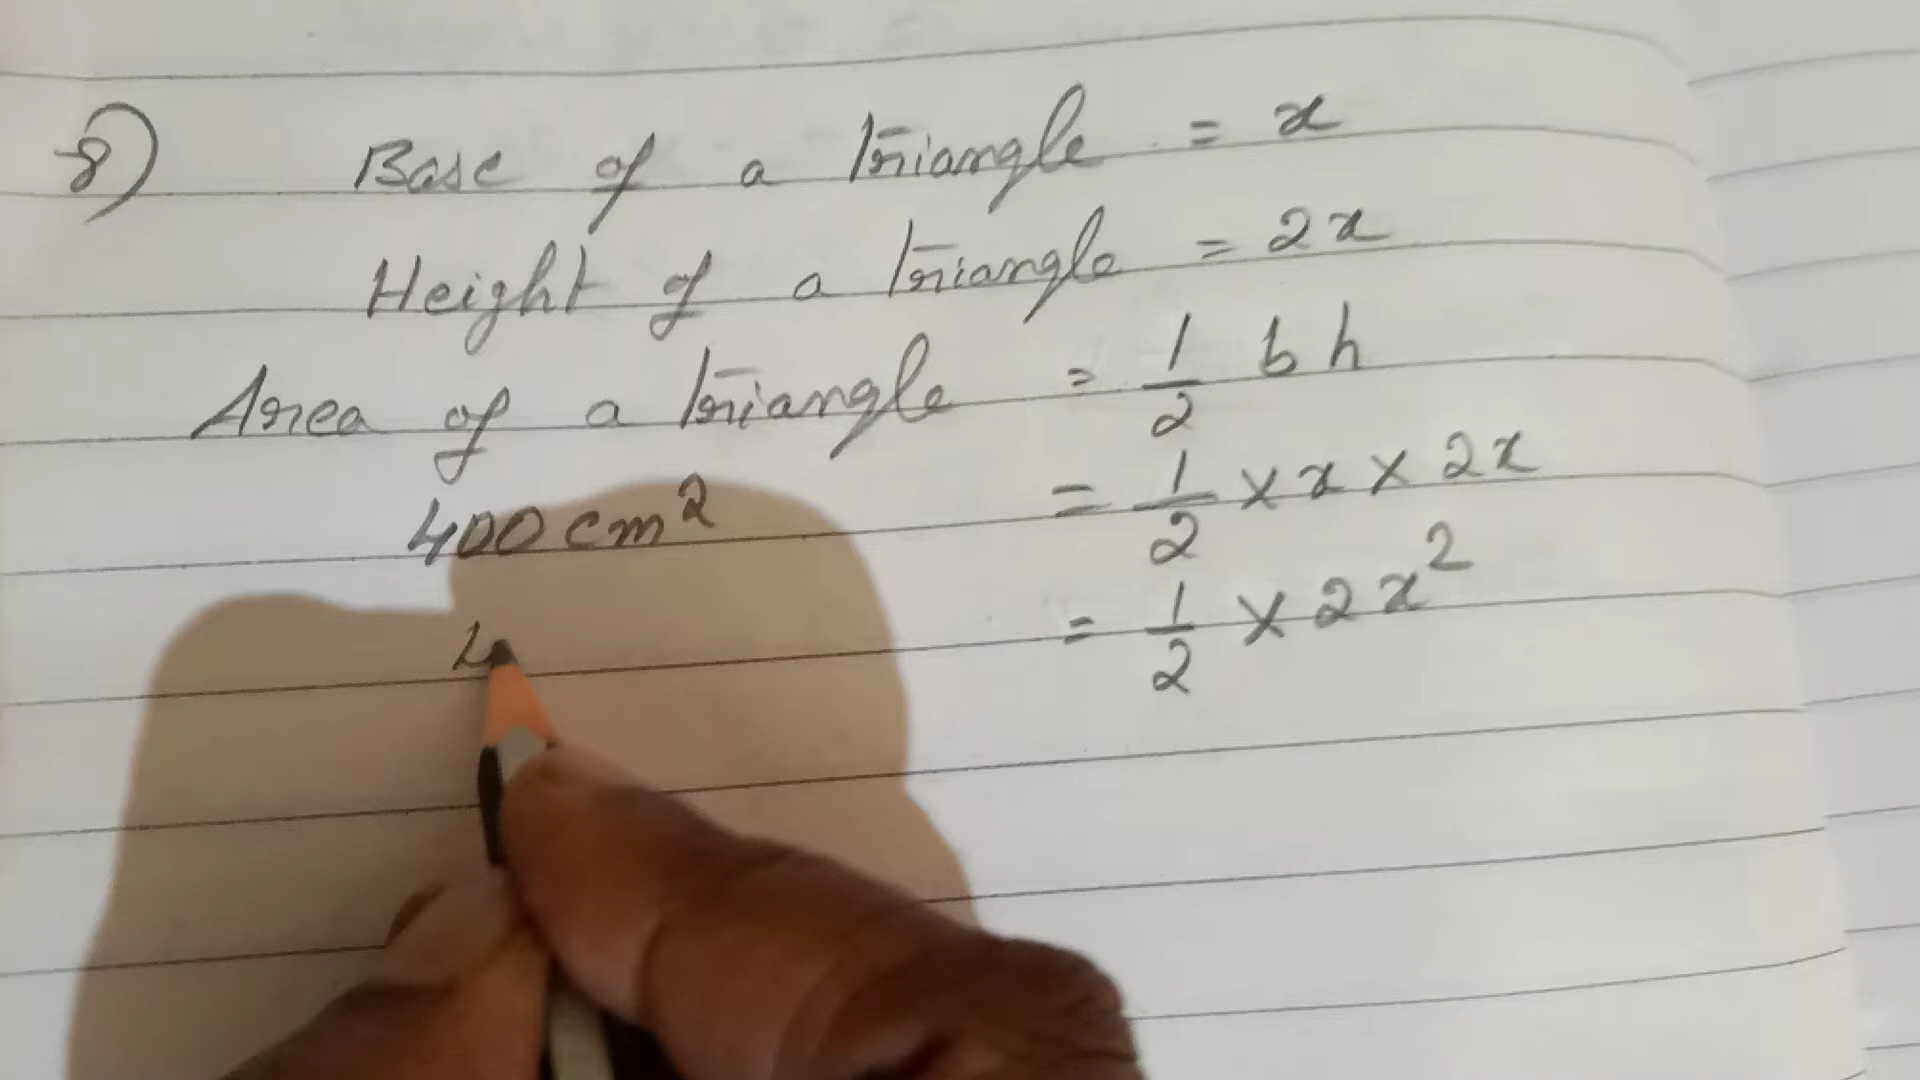 8) Base of a triangle = x
Height of a triangle = 2x
Area of a triangle = 1/2 b h
400 cm² = 1/2 × x × 2x
= 1/2 × 2x²